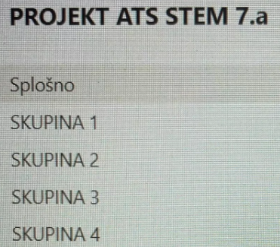 PROJEKT ATS STEM 7.a
Splošno
SKUPINA 1
SKUPINA 2
SKUPINA 3
SKUPINA 4